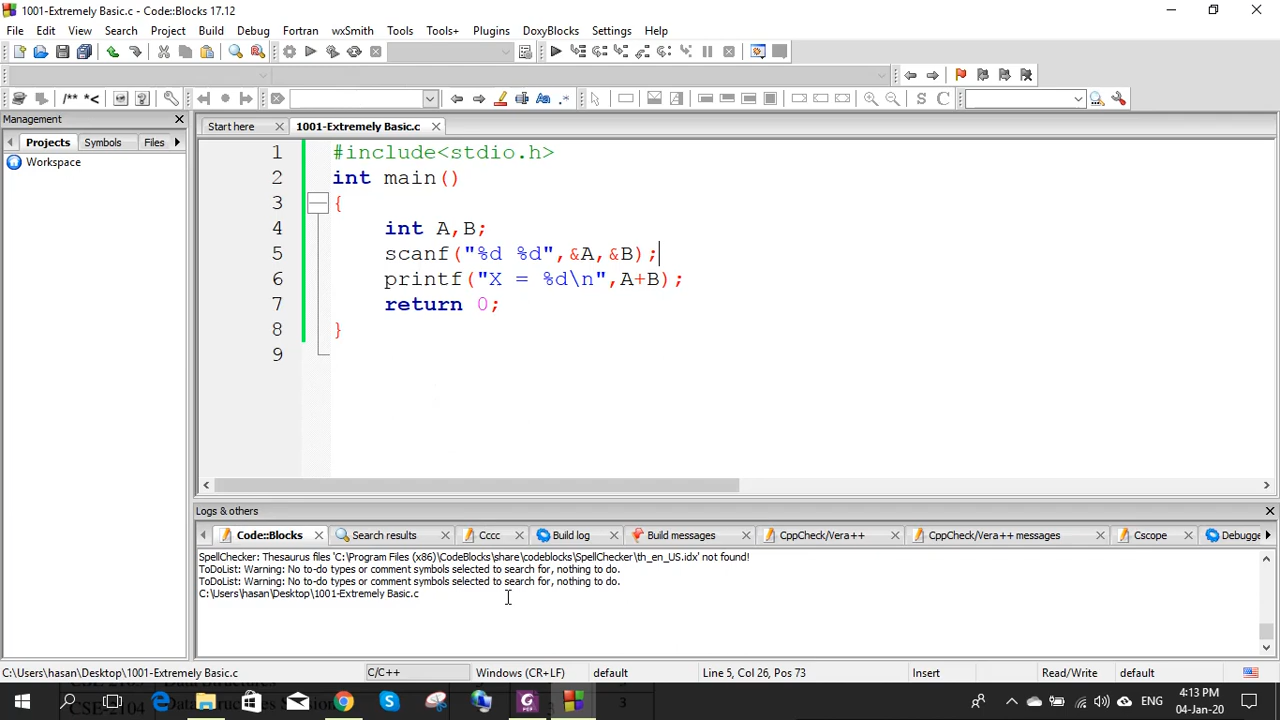 1001-Extremely Basic.c - Code::Blocks 17.12
File Edit View Search Project Build Debug Fortran wxSmith Tools Tools+ Plugins DoxyBlocks Settings Help
/** *<
Aa .* S C
Management
Start here 1001-Extremely Basic.c
Projects Symbols Files
Workspace
1 #include<stdio.h>
2 int main()
3 {
4 int A,B;
5 scanf("%d %d",&A,&B);
6 printf("X = %d\n",A+B);
7 return 0;
8 }
9
Logs & others
Code::Blocks Search results Cccc Build log Build messages CppCheck/Vera++ CppCheck/Vera++ messages Cscope Debugge
SpellChecker: Thesaurus files 'C:\Program Files (x86)\CodeBlocks\share\codeblocks\SpellChecker\th_en_US.idx' not found!
ToDoList: Warning: No to-do types or comment symbols selected to search for, nothing to do.
ToDoList: Warning: No to-do types or comment symbols selected to search for, nothing to do.
C:\Users\hasan\Desktop\1001-Extremely Basic.c
C:\Users\hasan\Desktop\1001-Extremely Basic.c C/C++ Windows (CR+LF) default Line 5, Col 26, Pos 73 Insert Read/Write default
CSE-2104
3
ENG
4:13 PM
04-Jan-20